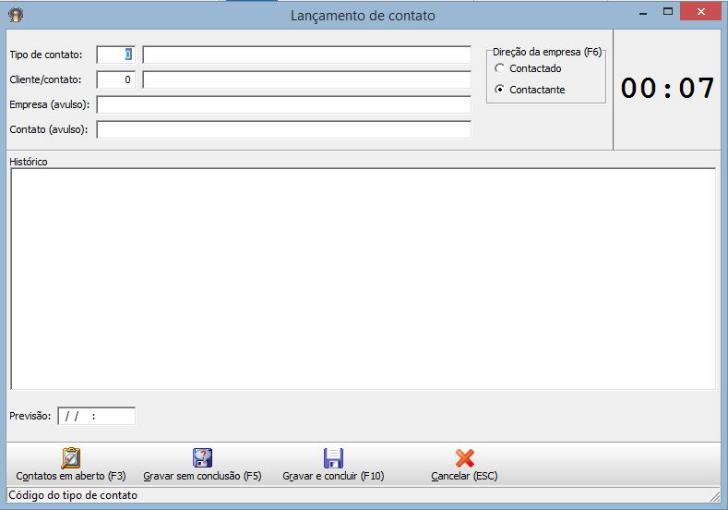 Lançamento de contato
Tipo de contato: 0
Direção da empresa (F6)
Contactado
Contactante
00:07
Cliente/contato: 0
Empresa (avulso):
Contato (avulso):
Histórico
Previsão: / / :
Contatos em aberto (F3) Gravar sem conclusão (F5) Gravar e concluir (F10) Cancelar (ESC)
Código do tipo de contato